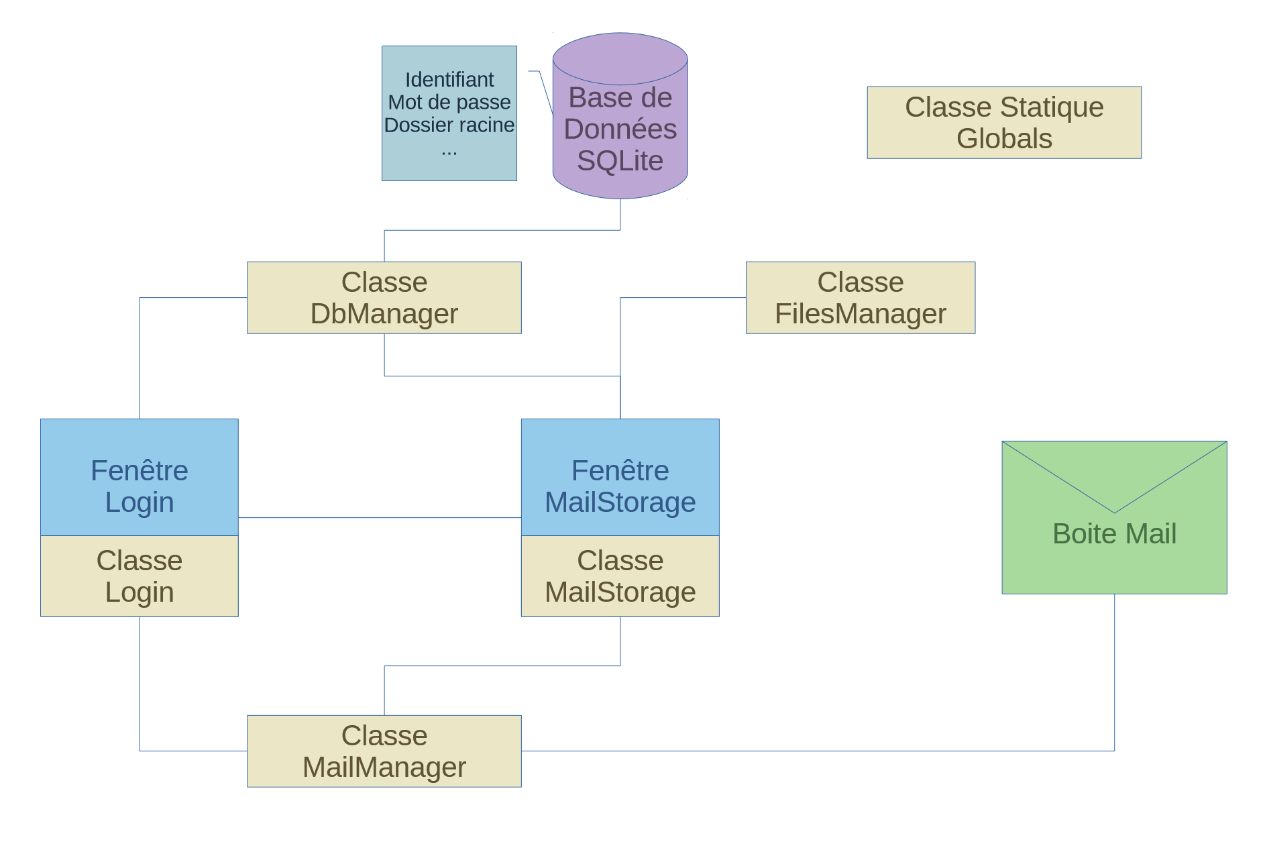 Identifiant
Mot de passe
Dossier racine
...
Base de
Données
SQLite
Classe Statique
Globals
Classe
DbManager
Classe
FilesManager
Fenêtre
Login
Classe
Login
Fenêtre
MailStorage
Classe
MailStorage
Boite Mail
Classe
MailManager